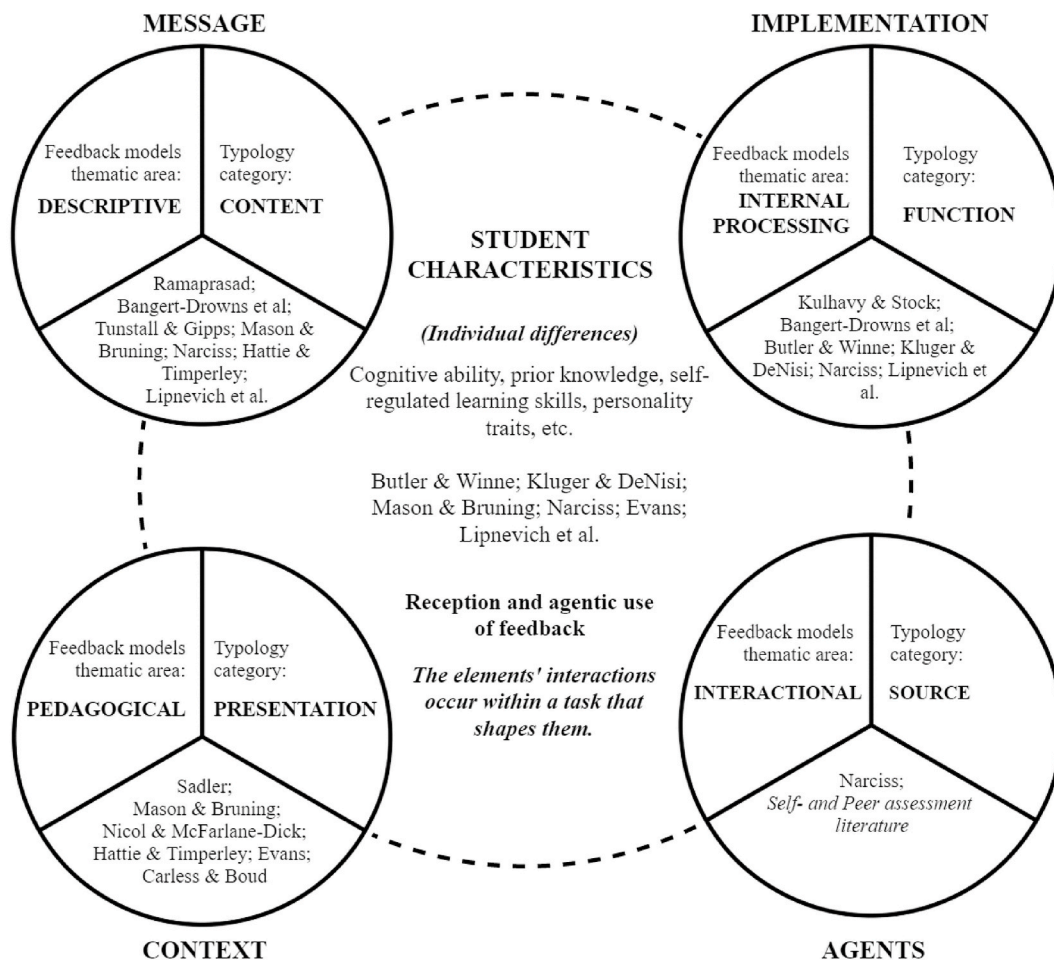 MESSAGE
Feedback models
thematic area:
DESCRIPTIVE
Typology
category:
CONTENT
Ramaprasad;
Bangert-Drowns et al;
Tunstall & Gipps; Mason &
Bruning; Narciss; Hattie &
Timperley;
Lipnevich et al.
IMPLEMENTATION
Feedback models
thematic area:
INTERNAL
PROCESSING
Typology
category:
FUNCTION
Kulhavy & Stock;
Bangert-Drowns et al;
Butler & Winne; Kluger &
DeNisi; Narciss; Lipnevich et
al.
STUDENT
CHARACTERISTICS
(Individual differences)
Cognitive ability, prior knowledge, self-
regulated learning skills, personality
traits, etc.
Butler & Winne; Kluger & DeNisi;
Mason & Bruning; Narciss; Evans;
Lipnevich et al.
Reception and agentic use
of feedback
The elements' interactions
occur within a task that
shapes them.
Feedback models
thematic area:
PEDAGOGICAL
Typology
category:
PRESENTATION
Sadler;
Mason & Bruning;
Nicol & McFarlane-Dick;
Hattie & Timperley; Evans;
Carless & Boud
CONTEXT
Feedback models
thematic area:
INTERACTIONAL
Typology
category:
SOURCE
Narciss;
Self- and Peer assessment
literature
AGENTS